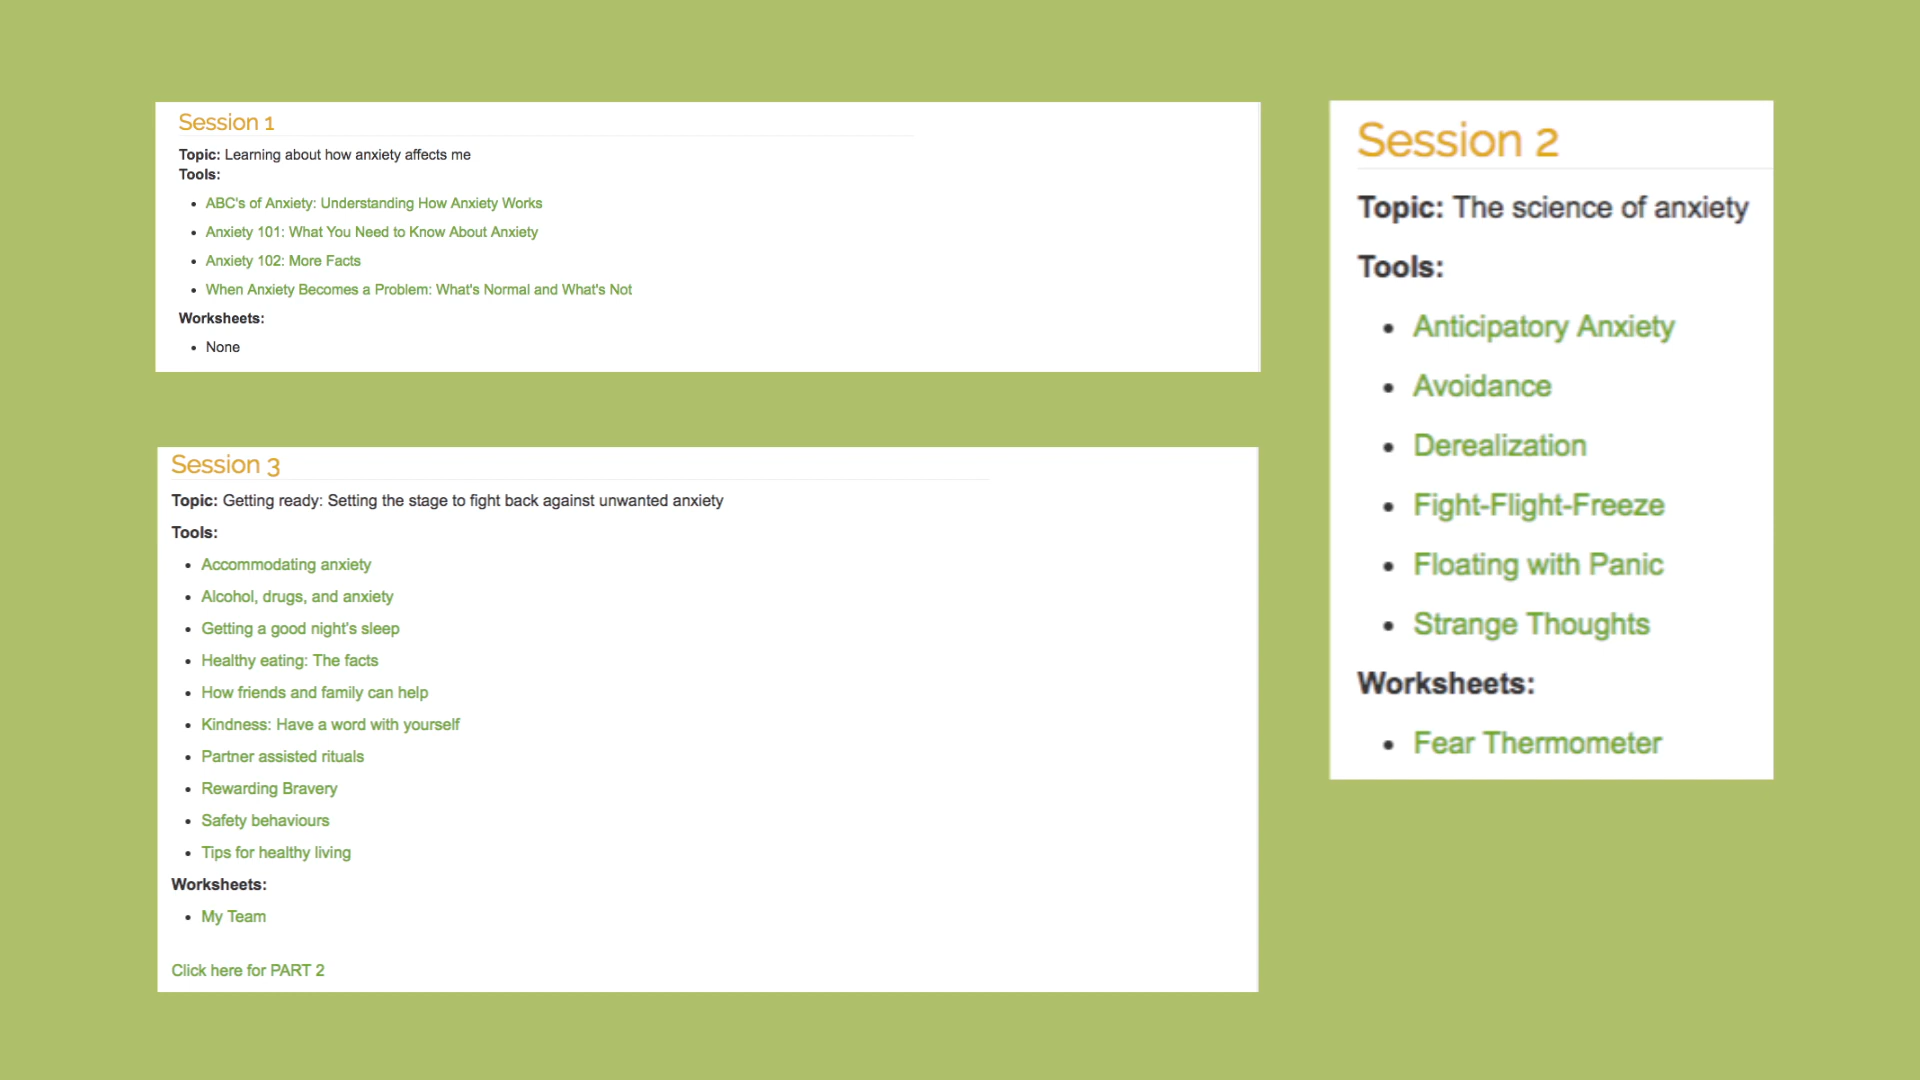 Session 1
Topic: Learning about how anxiety affects me
Tools:
• ABC's of Anxiety: Understanding How Anxiety Works
• Anxiety 101: What You Need to Know About Anxiety
• Anxiety 102: More Facts
• When Anxiety Becomes a Problem: What's Normal and What's Not
Worksheets:
• None
Session 2
Topic: The science of anxiety
Tools:
• Anticipatory Anxiety
• Avoidance
• Derealization
• Fight-Flight-Freeze
• Floating with Panic
• Strange Thoughts
Worksheets:
• Fear Thermometer
Session 3
Topic: Getting ready: Setting the stage to fight back against unwanted anxiety
Tools:
• Accommodating anxiety
• Alcohol, drugs, and anxiety
• Getting a good night's sleep
• Healthy eating: The facts
• How friends and family can help
• Kindness: Have a word with yourself
• Partner assisted rituals
• Rewarding Bravery
• Safety behaviours
• Tips for healthy living
Worksheets:
• My Team
Click here for PART 2